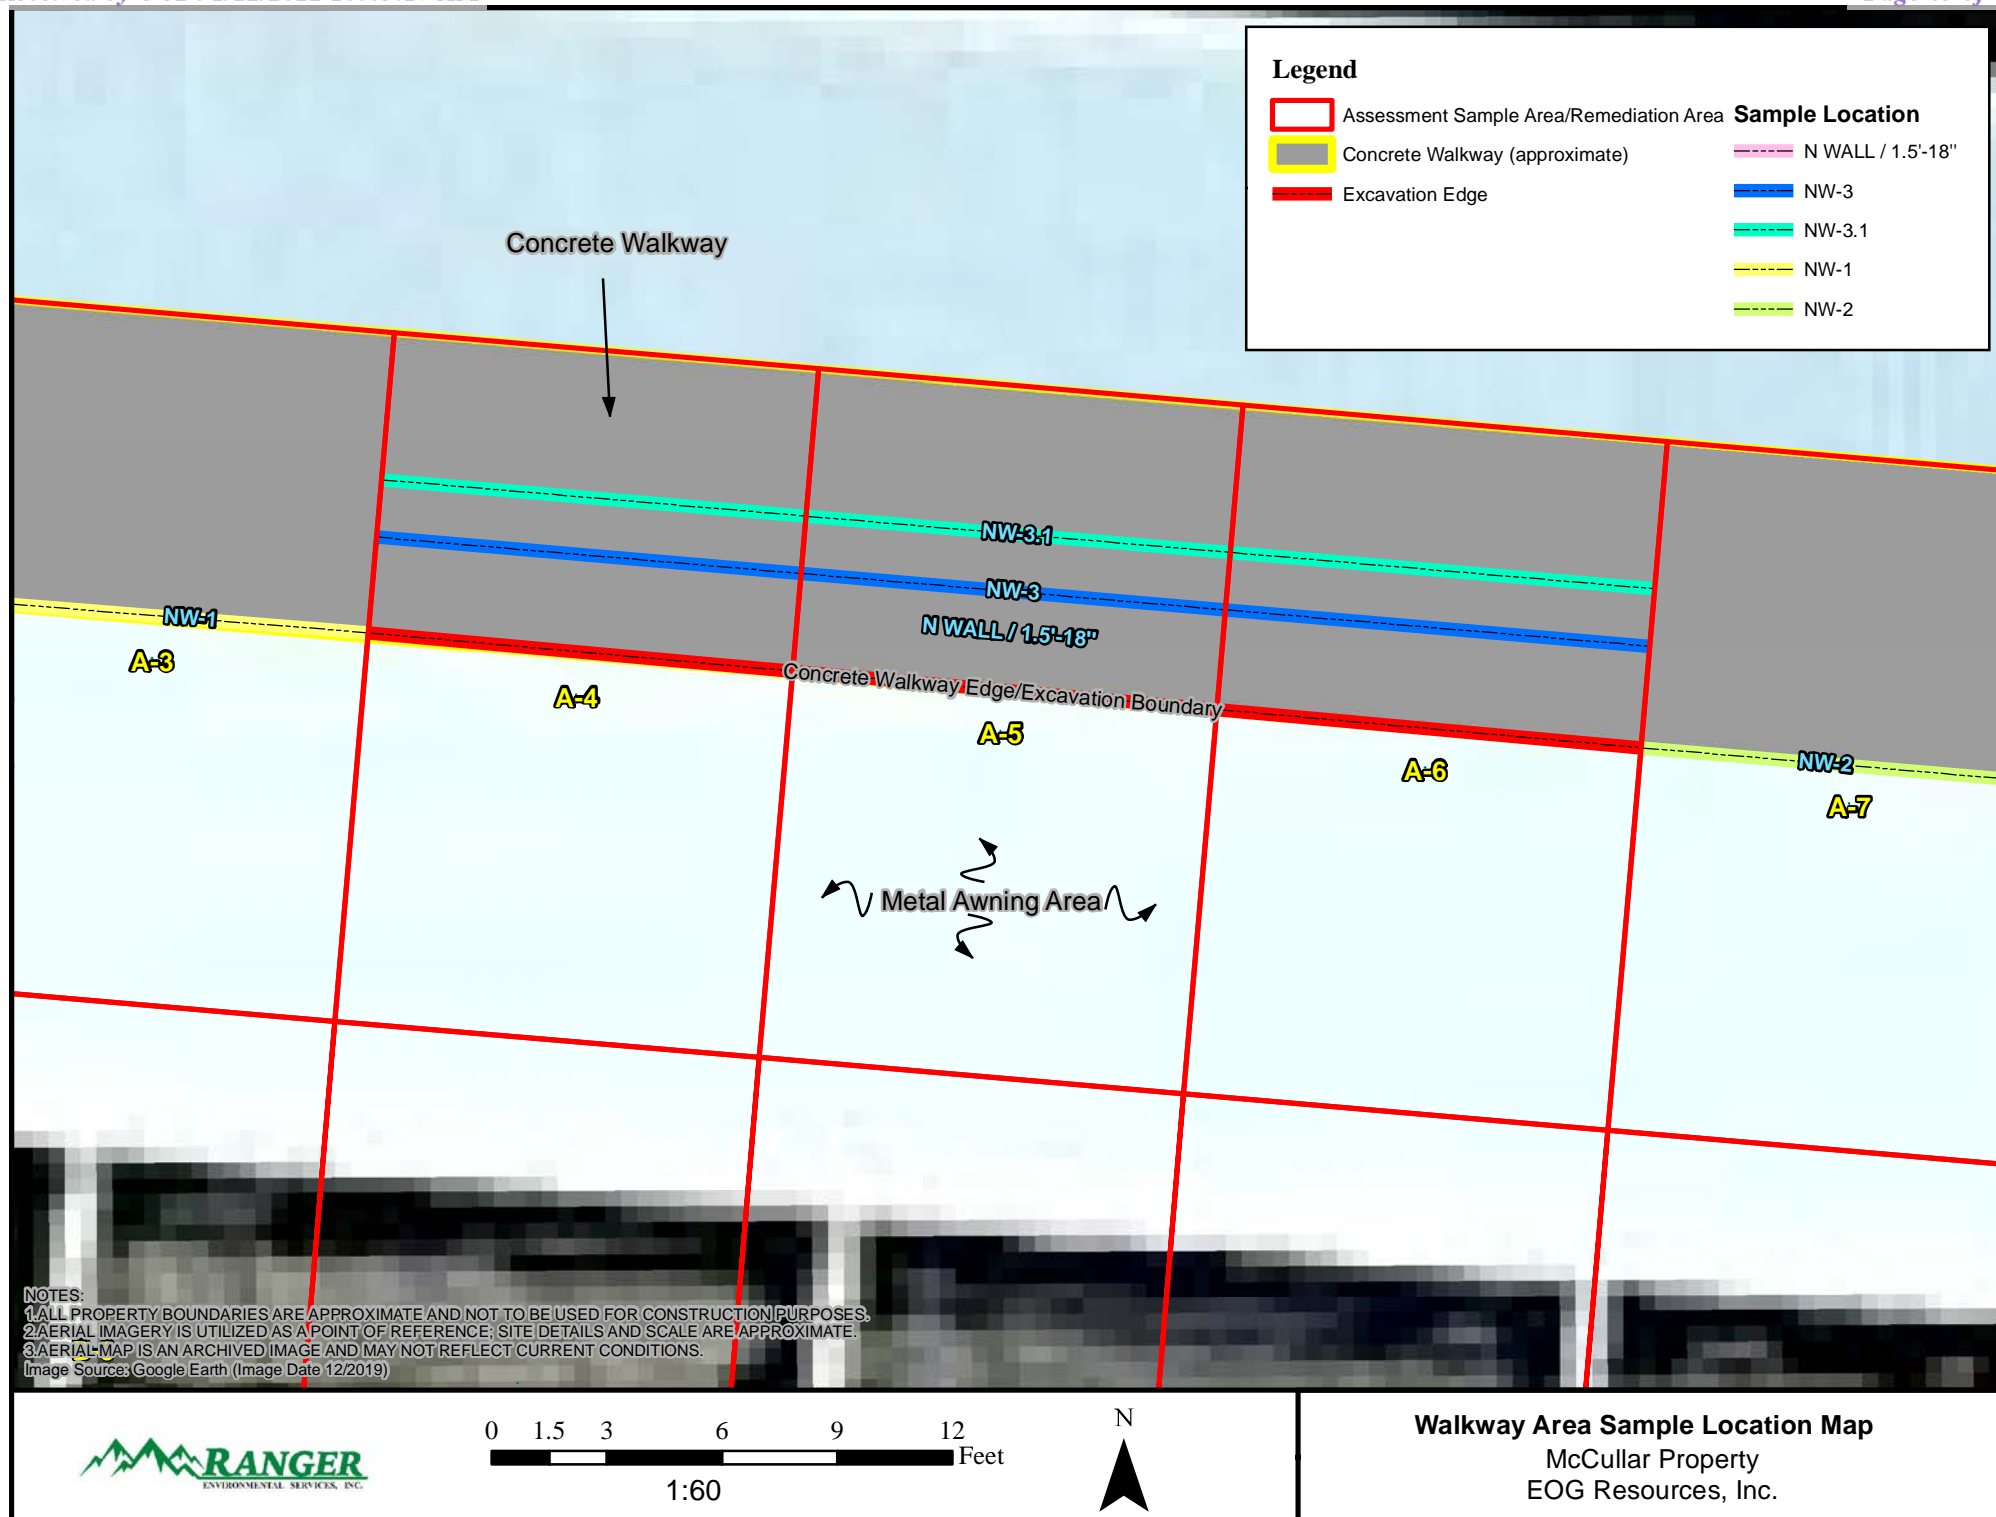 Legend
Assessment Sample Area/Remediation Area
Concrete Walkway (approximate)
Excavation Edge
Sample Location
N WALL / 1.5'-18"
NW-3
NW-3.1
NW-1
NW-2
Concrete Walkway
NW-3.1
NW-3
N WALL / 1.5'-18"
NW-1
A-3
Concrete Walkway Edge/Excavation Boundary
A-4
A-5
A-6
NW-2
A-7
Metal Awning Area
NOTES:
1.ALL PROPERTY BOUNDARIES ARE APPROXIMATE AND NOT TO BE USED FOR CONSTRUCTION PURPOSES.
2.AERIAL IMAGERY IS UTILIZED AS A POINT OF REFERENCE; SITE DETAILS AND SCALE ARE APPROXIMATE.
3.AERIAL MAP IS AN ARCHIVED IMAGE AND MAY NOT REFLECT CURRENT CONDITIONS.
Image Source: Google Earth (Image Date 12/2019)
RANGER
ENVIRONMENTAL SERVICES, INC.
0 1.5 3 6 9 12
Feet
1:60
N
Walkway Area Sample Location Map
McCullar Property
EOG Resources, Inc.